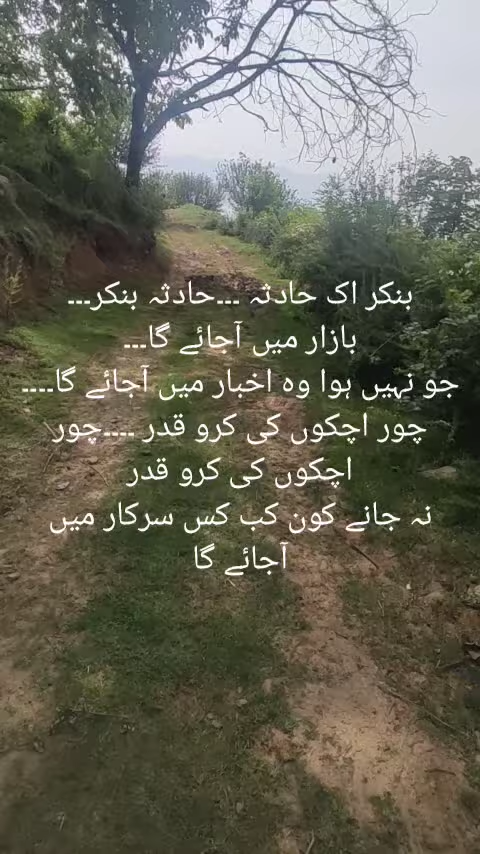 بنکر اک حادثہ ...حادثہ بنکر...
بازار میں آجائے گا...
جو نہیں ہوا وہ اخبار میں آجائے گا....
چور اچکوں کی کرو قدر ....چور
اچکوں کی کرو قدر
نہ جانے کون کب کس سرکار میں
آجائے گا